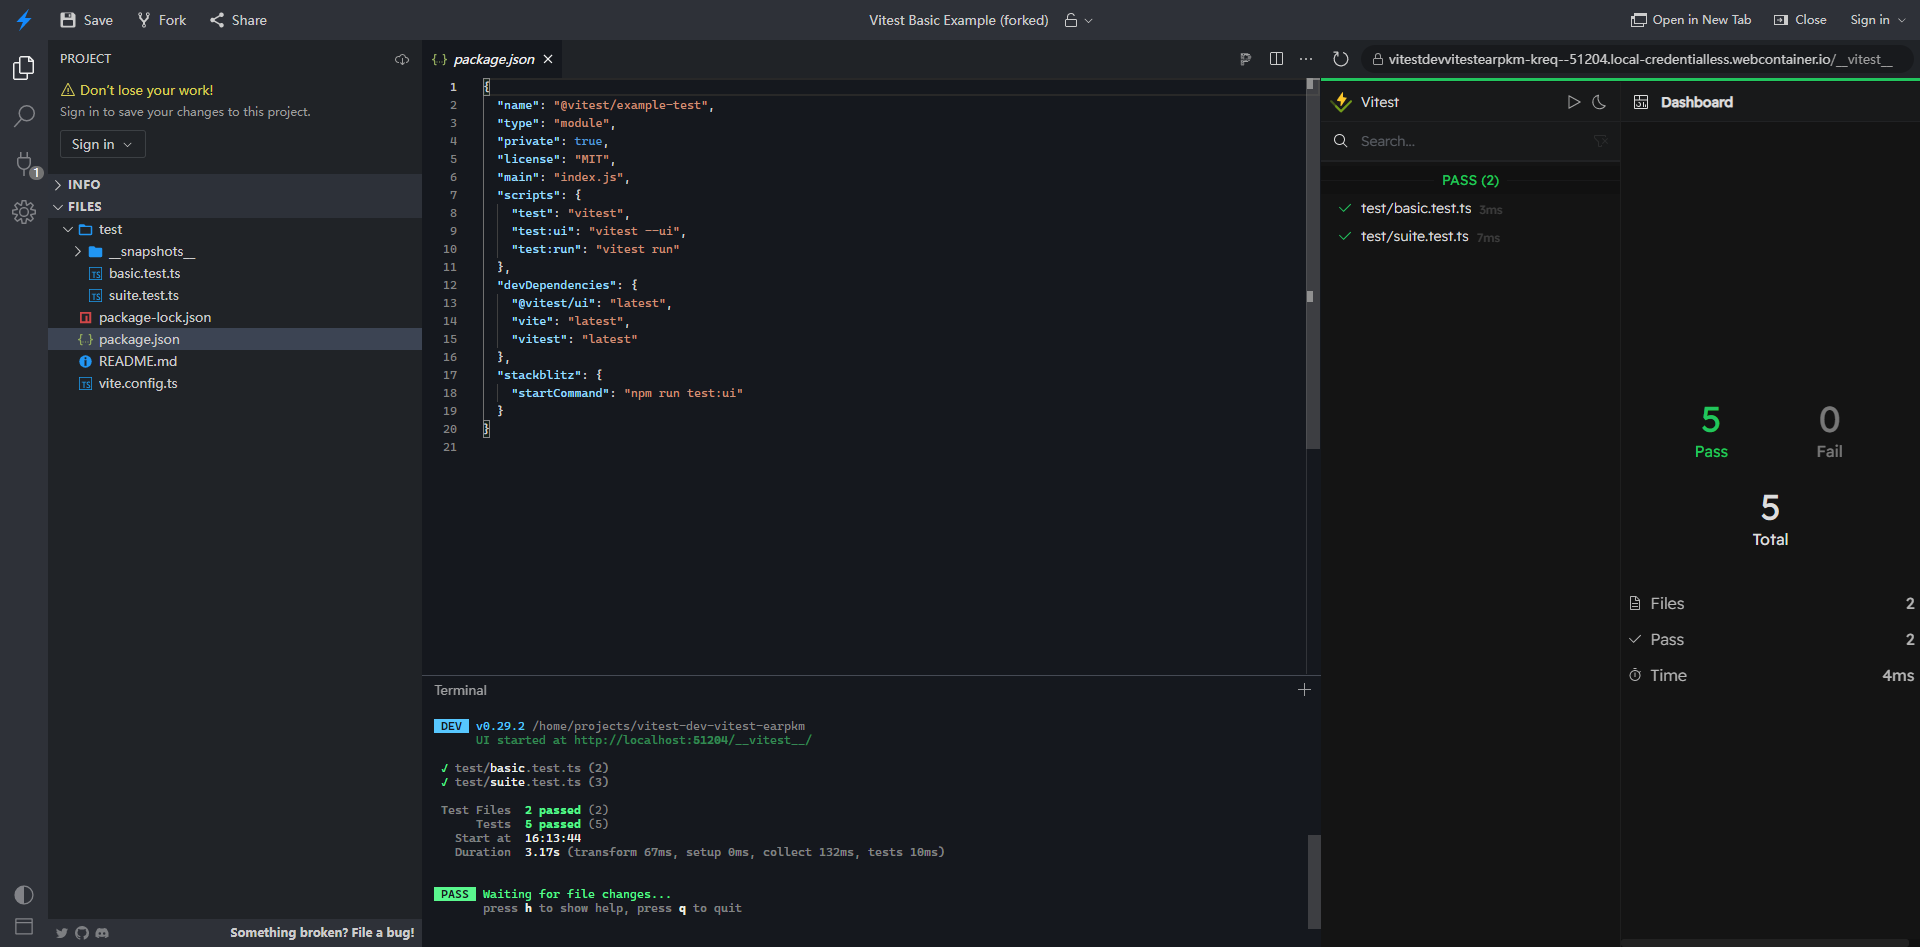 Save Fork Share Vitest Basic Example (forked) Open in New Tab Close Sign in
PROJECT
Don't lose your work!
Sign in to save your changes to this project.
Sign in
1
INFO
FILES
test
__snapshots__
basic.test.ts
suite.test.ts
package-lock.json
package.json
README.md
vite.config.ts
Something broken? File a bug!
{..} package.json
1 {
2 "name": "@vitest/example-test",
3 "type": "module",
4 "private": true,
5 "license": "MIT",
6 "main": "index.js",
7 "scripts": {
8 "test": "vitest",
9 "test:ui": "vitest --ui",
10 "test:run": "vitest run"
11 },
12 "devDependencies": {
13 "@vitest/ui": "latest",
14 "vite": "latest",
15 "vitest": "latest"
16 },
17 "stackblitz": {
18 "startCommand": "npm run test:ui"
19 }
20 }
21
Terminal
DEV v0.29.2 /home/projects/vitest-dev-vitest-earpkm
UI started at http://localhost:51204/__vitest__/
✓ test/basic.test.ts (2)
✓ test/suite.test.ts (3)
Test Files 2 passed (2)
Tests 5 passed (5)
Start at 16:13:44
Duration 3.17s (transform 67ms, setup 0ms, collect 132ms, tests 10ms)
PASS Waiting for file changes...
press h to show help, press q to quit
vitestdevvitestearpkm-kreq--51204.local-credentialless.webcontainer.io/__vitest__
Vitest
Search...
PASS (2)
test/basic.test.ts 3ms
test/suite.test.ts 7ms
Dashboard
5 0
Pass Fail
5
Total
Files 2
Pass 2
Time 4ms